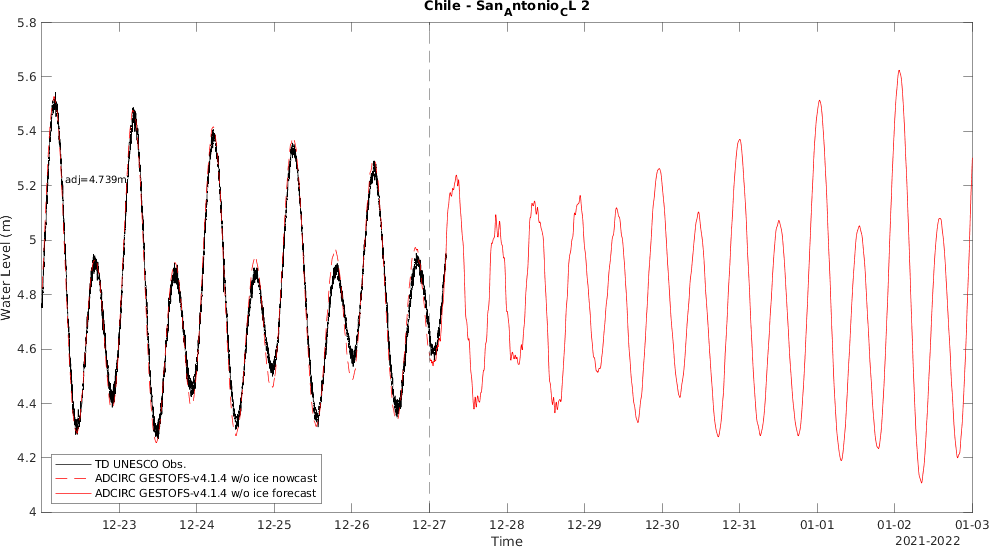 Chile - SanAntonioCL 2
5.8
5.6
5.4
5.2
5
4.8
4.6
4.4
4.2
4
Water Level (m)
adj=4.739m
TD UNESCO Obs.
ADCIRC GESTOFS-v4.1.4 w/o ice nowcast
ADCIRC GESTOFS-v4.1.4 w/o ice forecast
12-23 12-24 12-25 12-26 12-27 12-28 12-29 12-30 12-31 01-01 01-02 01-03
Time
2021-2022